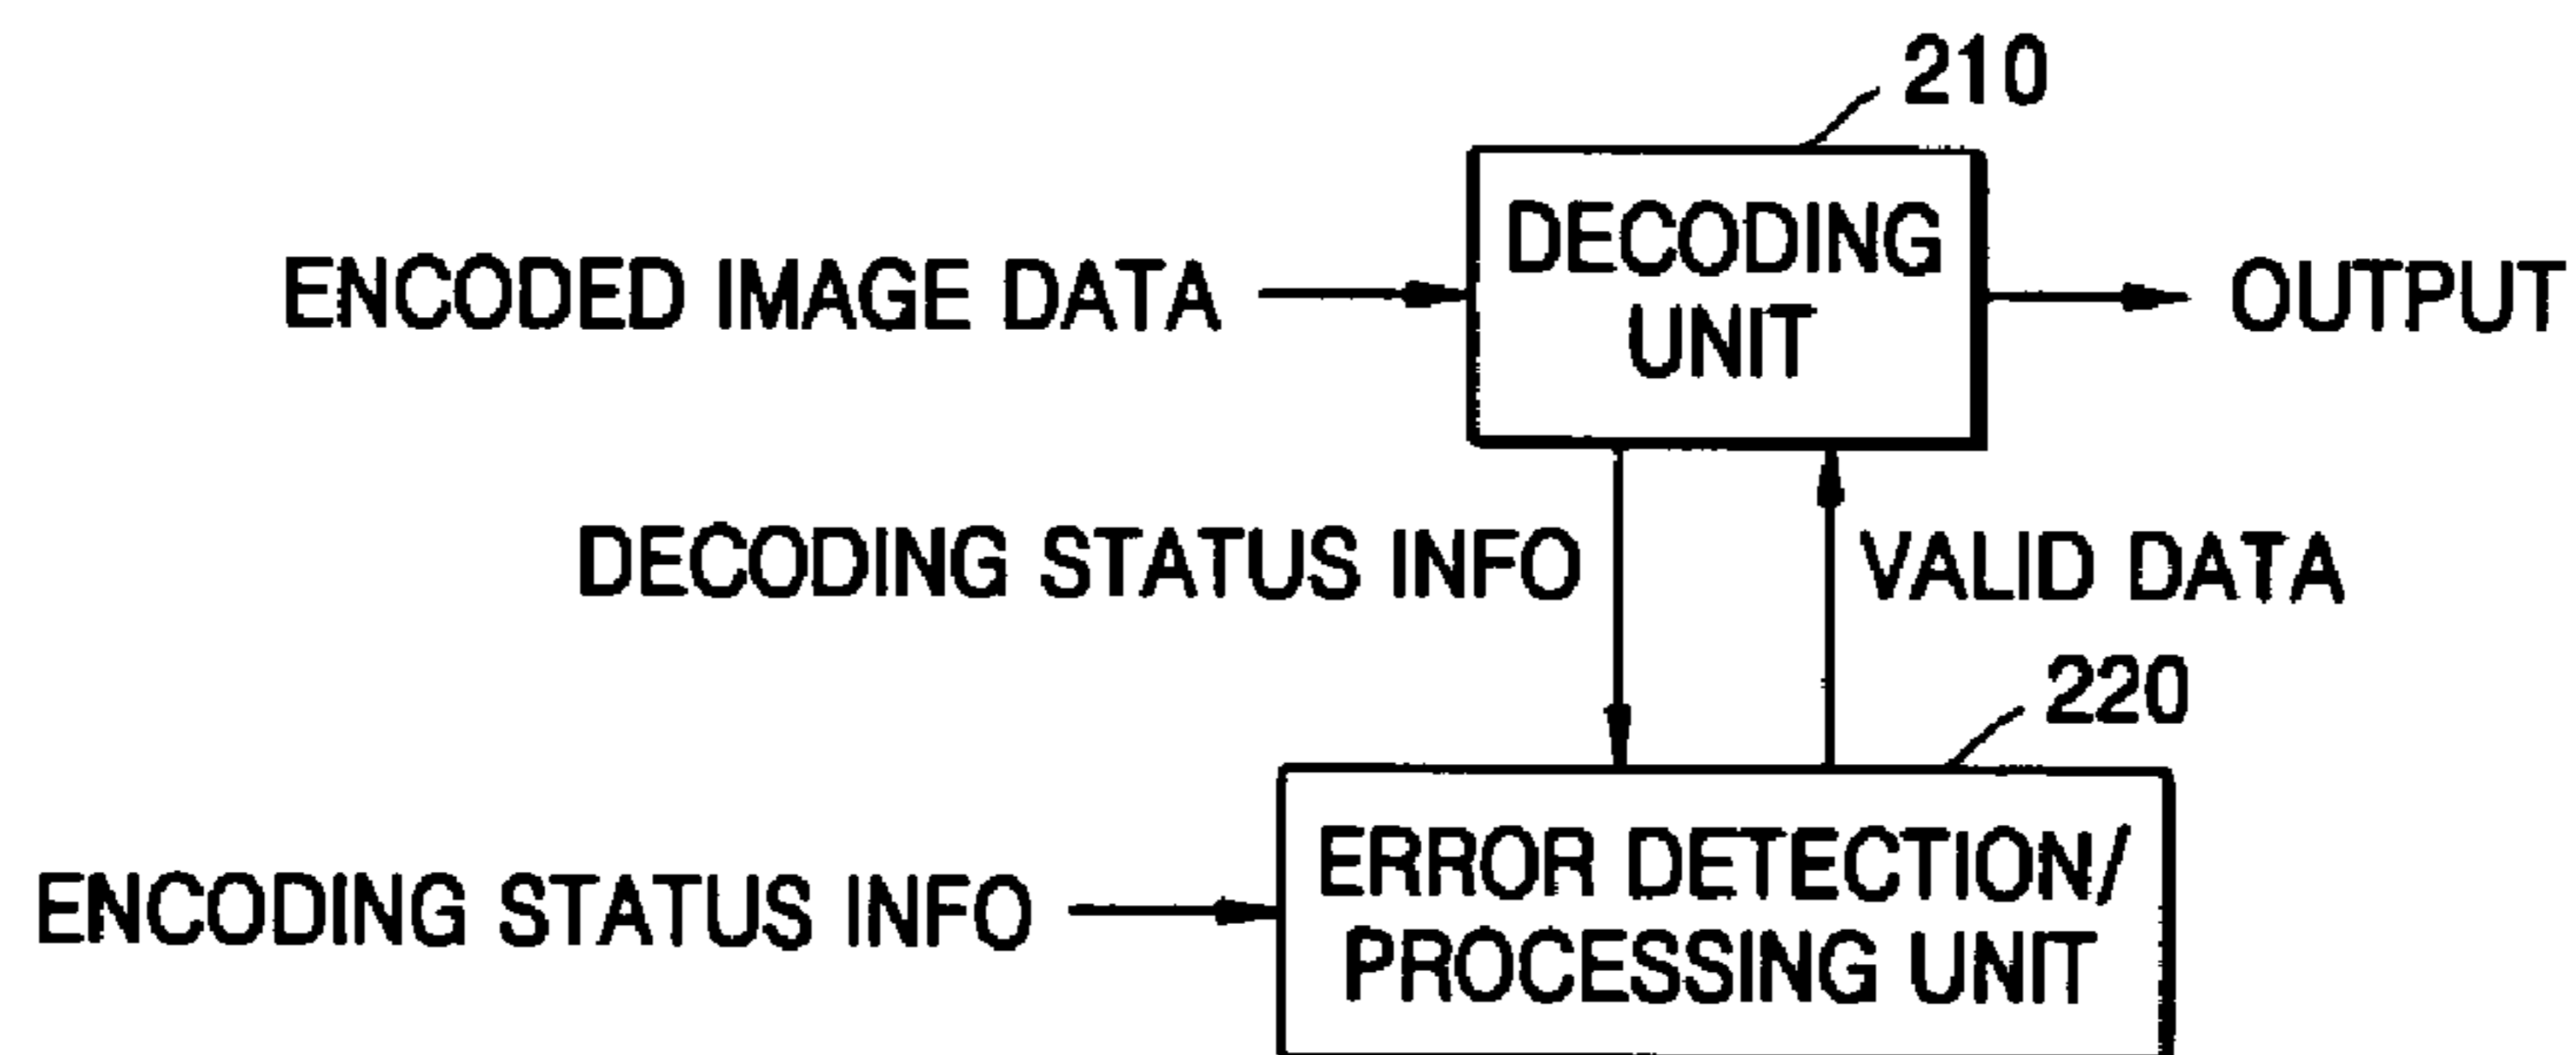 210
DECODING
UNIT
ENCODED IMAGE DATA
OUTPUT
DECODING STATUS INFO
VALID DATA
220
ERROR DETECTION/
PROCESSING UNIT
ENCODING STATUS INFO